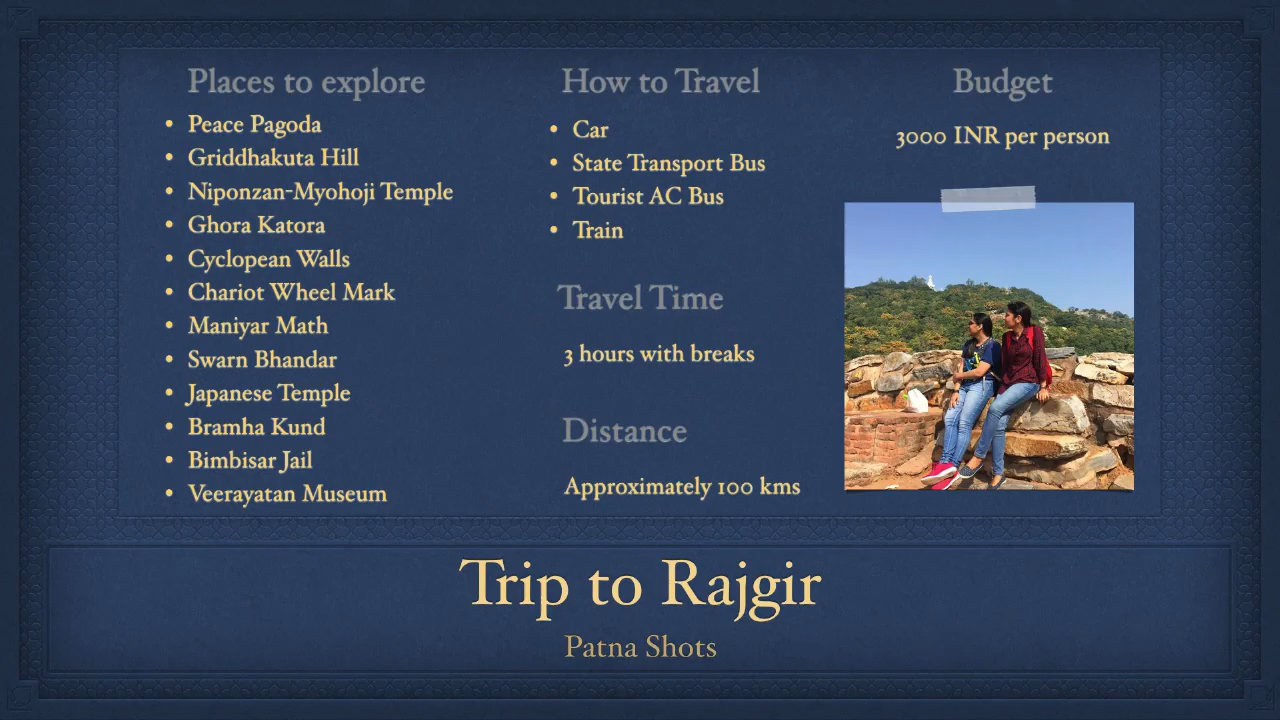 Places to explore
• Peace Pagoda
• Griddhakuta Hill
• Niponzan-Myohoji Temple
• Ghora Katora
• Cyclopean Walls
• Chariot Wheel Mark
• Maniyar Math
• Swarn Bhandar
• Japanese Temple
• Bramha Kund
• Bimbisar Jail
• Veerayatan Museum
How to Travel
• Car
• State Transport Bus
• Tourist AC Bus
• Train
Travel Time
3 hours with breaks
Distance
Approximately 100 kms
Budget
3000 INR per person
Trip to Rajgir
Patna Shots